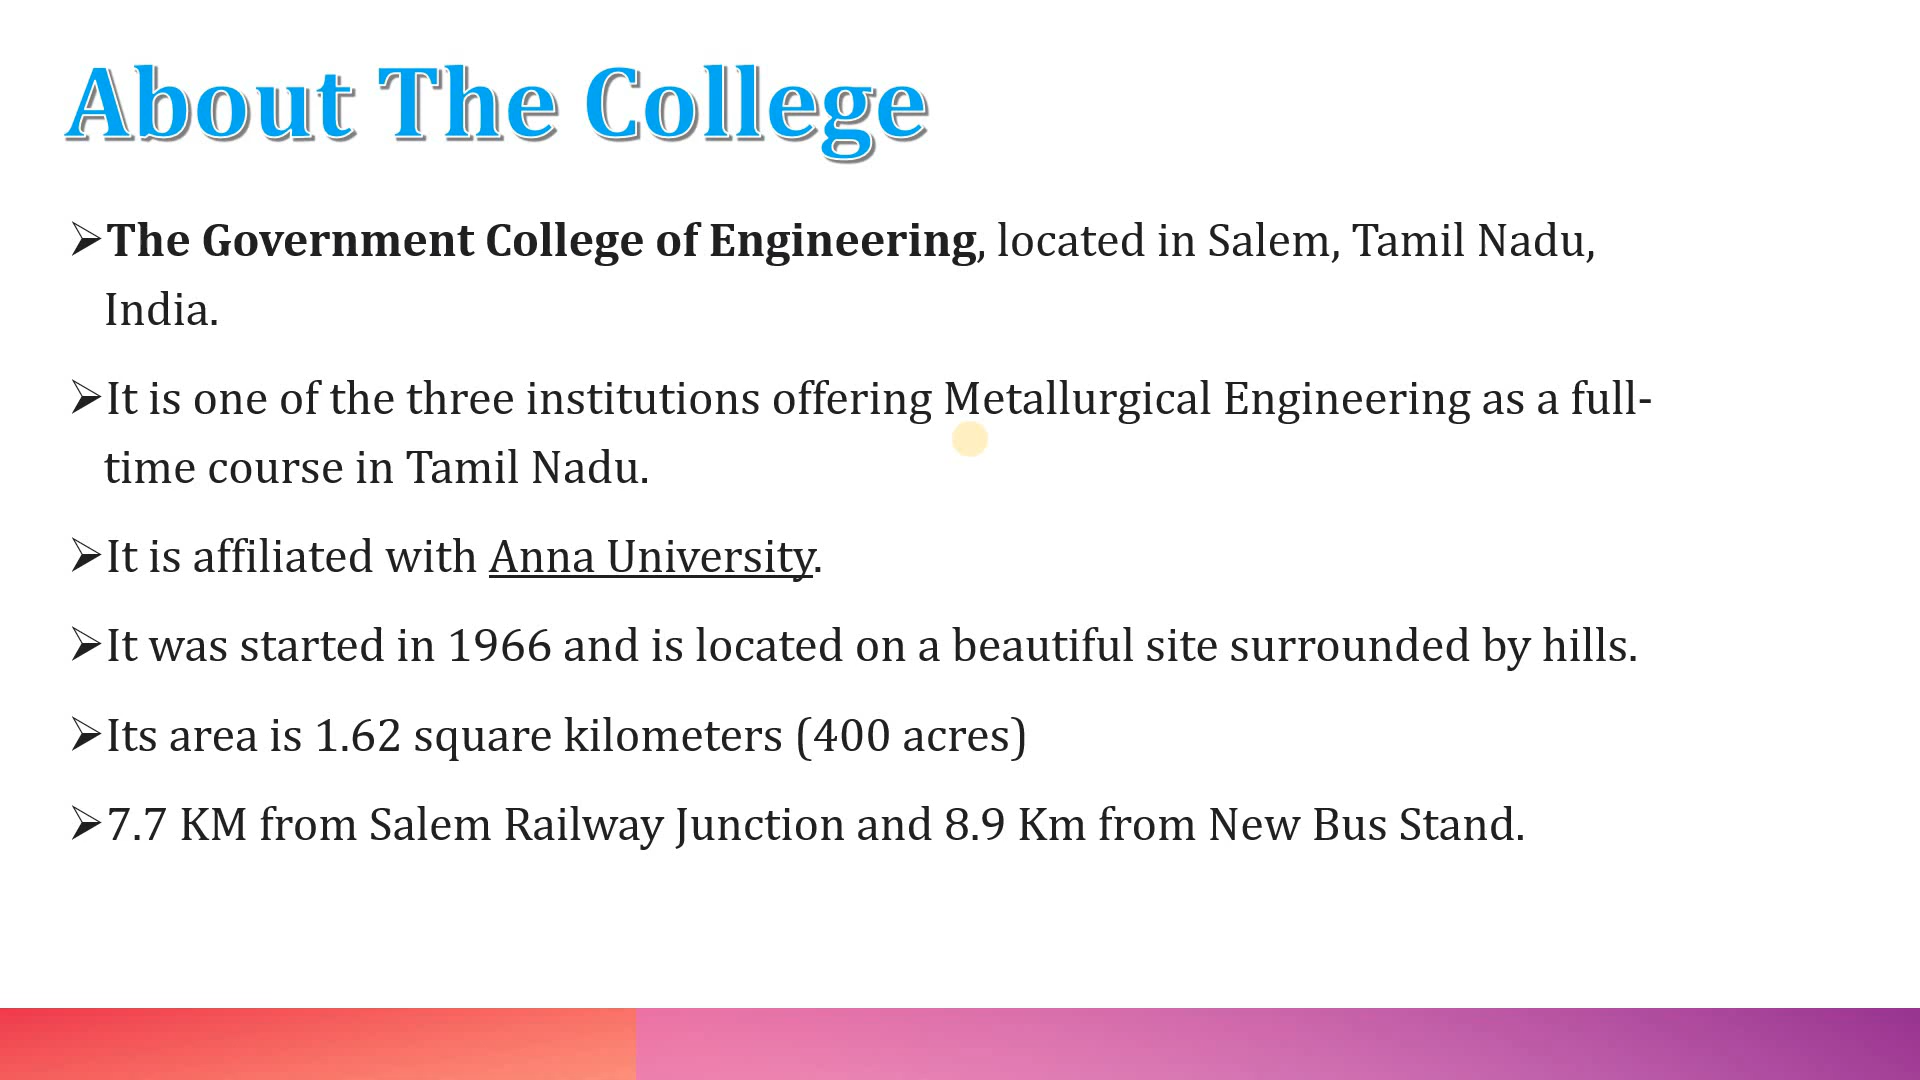 About The College
➢The Government College of Engineering, located in Salem, Tamil Nadu,
India.
➢It is one of the three institutions offering Metallurgical Engineering as a full-
time course in Tamil Nadu.
➢It is affiliated with Anna University.
➢It was started in 1966 and is located on a beautiful site surrounded by hills.
➢Its area is 1.62 square kilometers (400 acres)
➢7.7 KM from Salem Railway Junction and 8.9 Km from New Bus Stand.